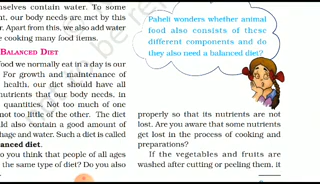 mselves contain water. To some
nt, our body needs are met by this
r. Apart from this, we also add water
e cooking many food items.
BALANCED DIET
food we normally eat in a day is our
. For growth and maintenance of
health, our diet should have all
nutrients that our body needs, in
quantities. Not too much of one
not too little of the other. The diet
ld also contain a good amount of
hage and water. Such a diet is called
anced diet.
o you think that people of all ages
the same type of diet? Do you also
Paheli wonders whether animal
food also consists of these
different components and do
they also need a balanced diet?
properly so that its nutrients are not
lost. Are you aware that some nutrients
get lost in the process of cooking and
preparations?
If the vegetables and fruits are
washed after cutting or peeling them, it